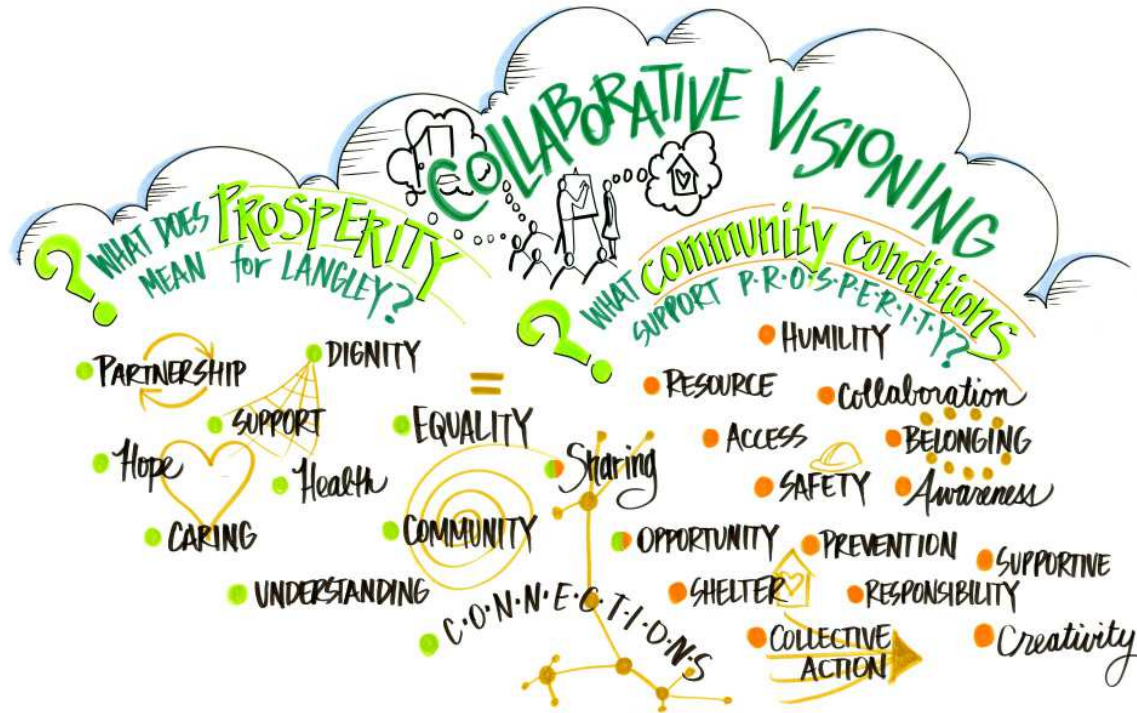 COLLABORATIVE VISIONING
?
WHAT DOES PROSPERITY
MEAN for LANGLEY?
PARTNERSHIP
DIGNITY
SUPPORT
=
EQUALITY
Hope
Health
CARING
COMMUNITY
UNDERSTANDING
C·O·N·N·E·C·T·I·O·N·S
Sharing
OPPORTUNITY
?
WHAT community conditions
SUPPORT P·R·O·S·P·E·R·I·T·Y?
HUMILITY
RESOURCE
Collaboration
ACCESS
BELONGING
SAFETY
Awareness
PREVENTION
SUPPORTIVE
SHELTER
RESPONSIBILITY
COLLECTIVE
ACTION
Creativity